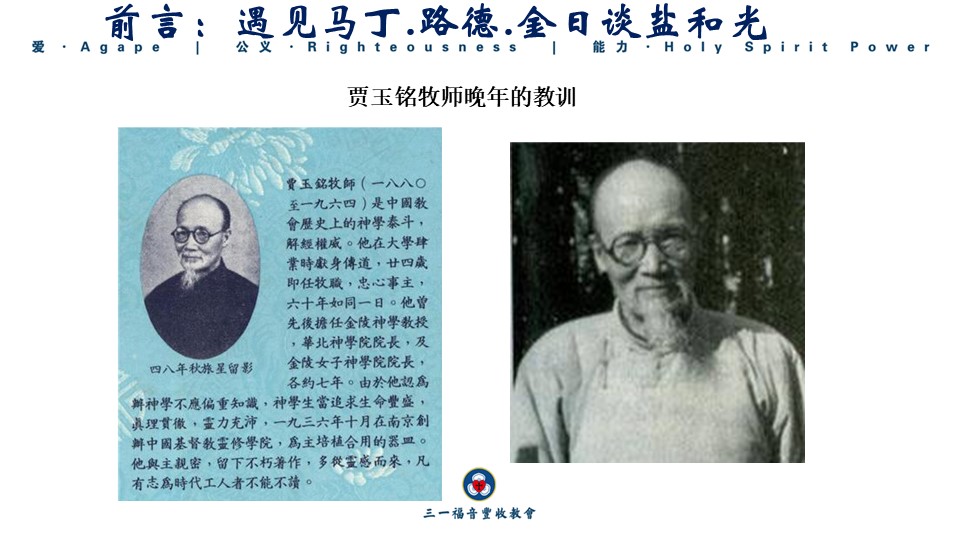 前言：遇见马丁.路德.金日谈盐和光
爱·Agape | 公义·Righteousness | 能力·Holy Spirit Power
贾玉铭牧师晚年的教训
賈玉銘牧師（一八八〇
至一九六四）是中國教
會歷史上的神學泰斗，
解經權威。他在大學肄
業時獻身傳道，廿四歲
即任牧職，忠心事主，
六十年如同一日。他曾
先後擔任金陵神學教授
，華北神學院院長，及
金陵女子神學院院長，
各約七年。由於他認為
辦神學不應偏重知識，神學生當追求生命豐盛，
眞理貫徹，靈力充沛，一九三六年十月在南京創
辦中國基督教靈修學院，為主培植合用的器皿。
他與主親密，留下不朽著作，多從靈感而來，凡
有志為時代工人者不能不讀。
四八年秋旅星留影
三一福音豐收教會